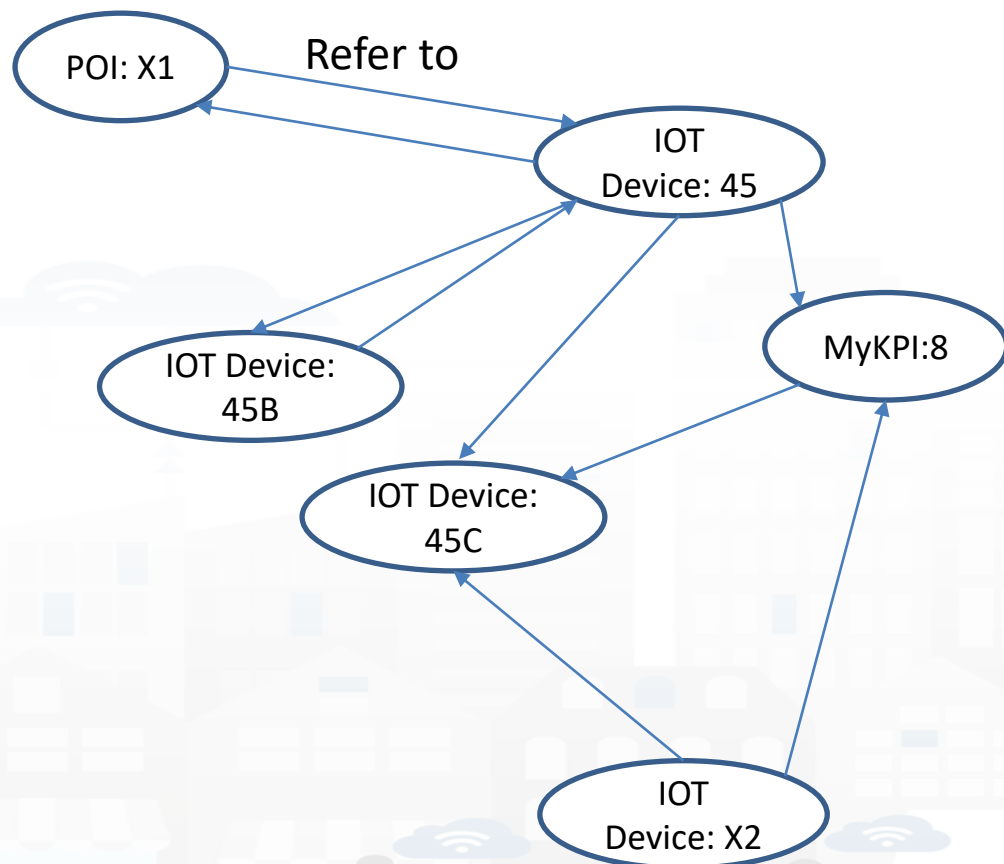 POI: X1
Refer to
IOT
Device: 45
IOT Device:
45B
MyKPI:8
IOT Device:
45C
IOT
Device: X2